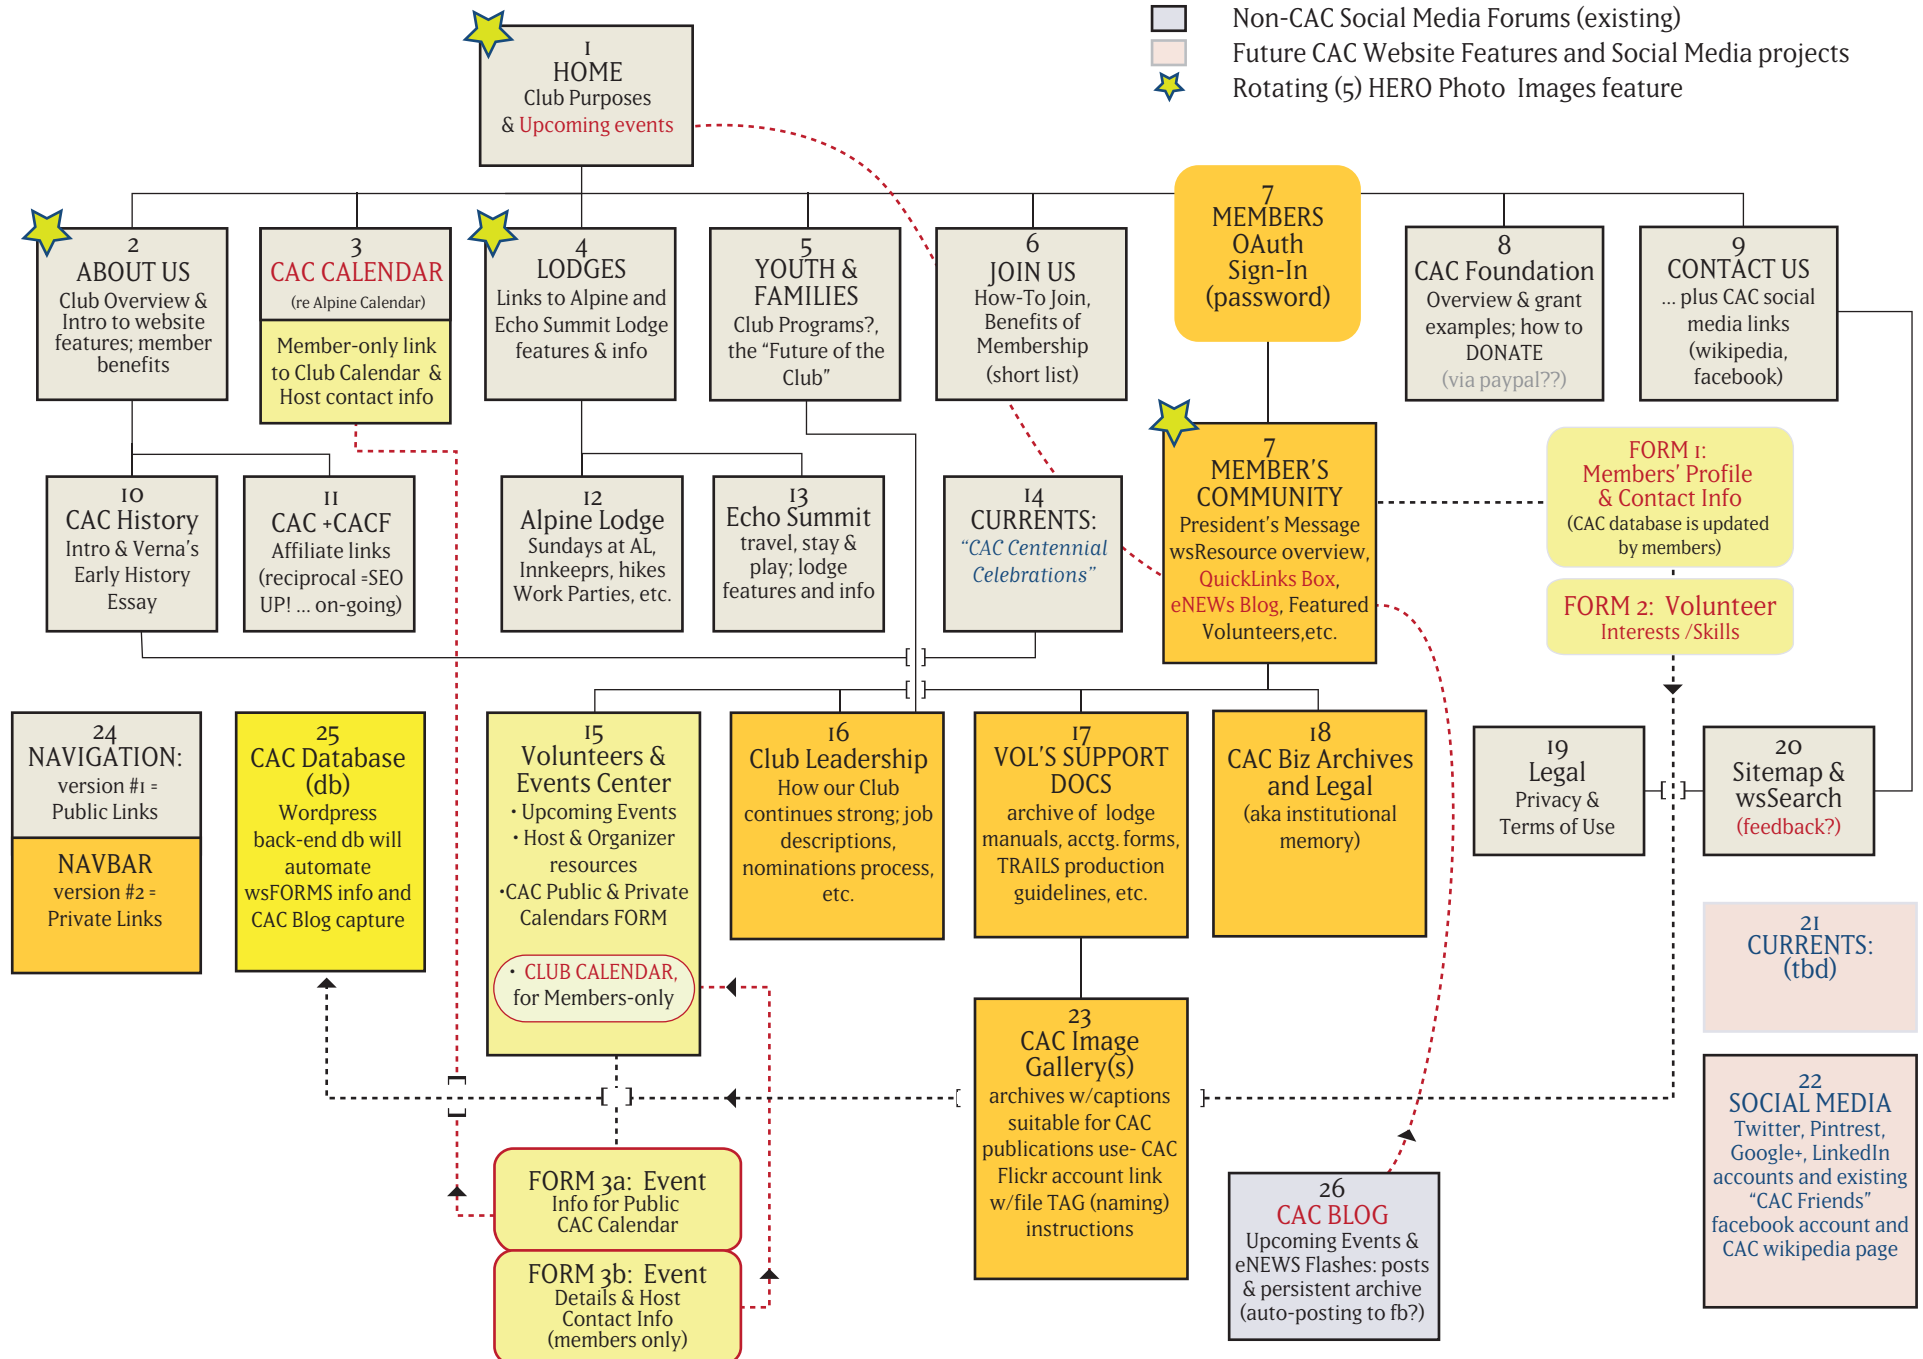 Non-CAC Social Media Forums (existing)
Future CAC Website Features and Social Media projects
Rotating (5) HERO Photo Images feature
1
HOME
Club Purposes
& Upcoming events
2
ABOUT US
Club Overview &
Intro to website
features; member
benefits
3
CAC CALENDAR
(re Alpine Calendar)
Member-only link
to Club Calendar &
Host contact info
4
LODGES
Links to Alpine and
Echo Summit Lodge
features & info
5
YOUTH &
FAMILIES
Club Programs?,
the “Future of the
Club”
6
JOIN US
How-To Join,
Benefits of
Membership
(short list)
7
MEMBERS
OAuth
Sign-In
(password)
8
CAC Foundation
Overview & grant
examples; how to
DONATE
(via paypal??)
9
CONTACT US
... plus CAC social
media links
(wikipedia,
facebook)
10
CAC History
Intro & Verna’s
Early History
Essay
11
CAC +CACF
Affiliate links
(reciprocal =SEO
UP! ... on-going)
12
Alpine Lodge
Sundays at AL,
Innkeeprs, hikes
Work Parties, etc.
13
Echo Summit
travel, stay &
play; lodge
features and info
14
CURRENTS:
“CAC Centennial
Celebrations”
7
MEMBER’S
COMMUNITY
President’s Message
wsResource overview,
QuickLinks Box,
eNEWs Blog, Featured
Volunteers,etc.
FORM 1:
Members’ Profile
& Contact Info
(CAC database is updated
by members)
FORM 2: Volunteer
Interests /Skills
24
NAVIGATION:
version #1 =
Public Links
NAVBAR
version #2 =
Private Links
25
CAC Database
(db)
Wordpress
back-end db will
automate
wsFORMS info and
CAC Blog capture
15
Volunteers &
Events Center
• Upcoming Events
• Host & Organizer
resources
•CAC Public & Private
Calendars FORM
• CLUB CALENDAR,
for Members-only
16
Club Leadership
How our Club
continues strong; job
descriptions,
nominations process,
etc.
17
VOL’S SUPPORT
DOCS
archive of lodge
manuals, acctg. forms,
TRAILS production
guidelines, etc.
18
CAC Biz Archives
and Legal
(aka institutional
memory)
19
Legal
Privacy &
Terms of Use
20
Sitemap &
wsSearch
(feedback?)
21
CURRENTS:
(tbd)
22
SOCIAL MEDIA
Twitter, Pintrest,
Google+, LinkedIn
accounts and existing
“CAC Friends”
facebook account and
CAC wikipedia page
23
CAC Image
Gallery(s)
archives w/captions
suitable for CAC
publications use- CAC
Flickr account link
w/file TAG (naming)
instructions
FORM 3a: Event
Info for Public
CAC Calendar
FORM 3b: Event
Details & Host
Contact Info
(members only)
26
CAC BLOG
Upcoming Events &
eNEWS Flashes: posts
& persistent archive
(auto-posting to fb?)